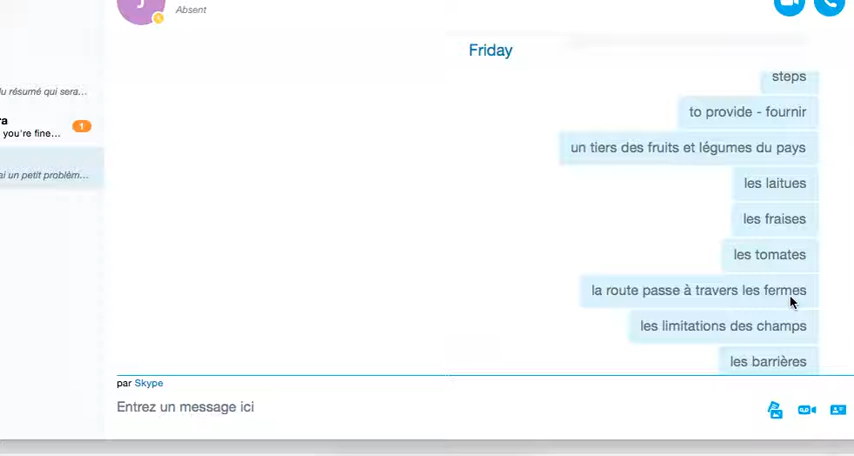 J
Absent
Friday
du résumé qui sera...
ra
1
you're fine...
ai un petit problém...
steps
to provide - fournir
un tiers des fruits et légumes du pays
les laitues
les fraises
les tomates
la route passe à travers les fermes
les limitations des champs
les barrières
par Skype
Entrez un message ici